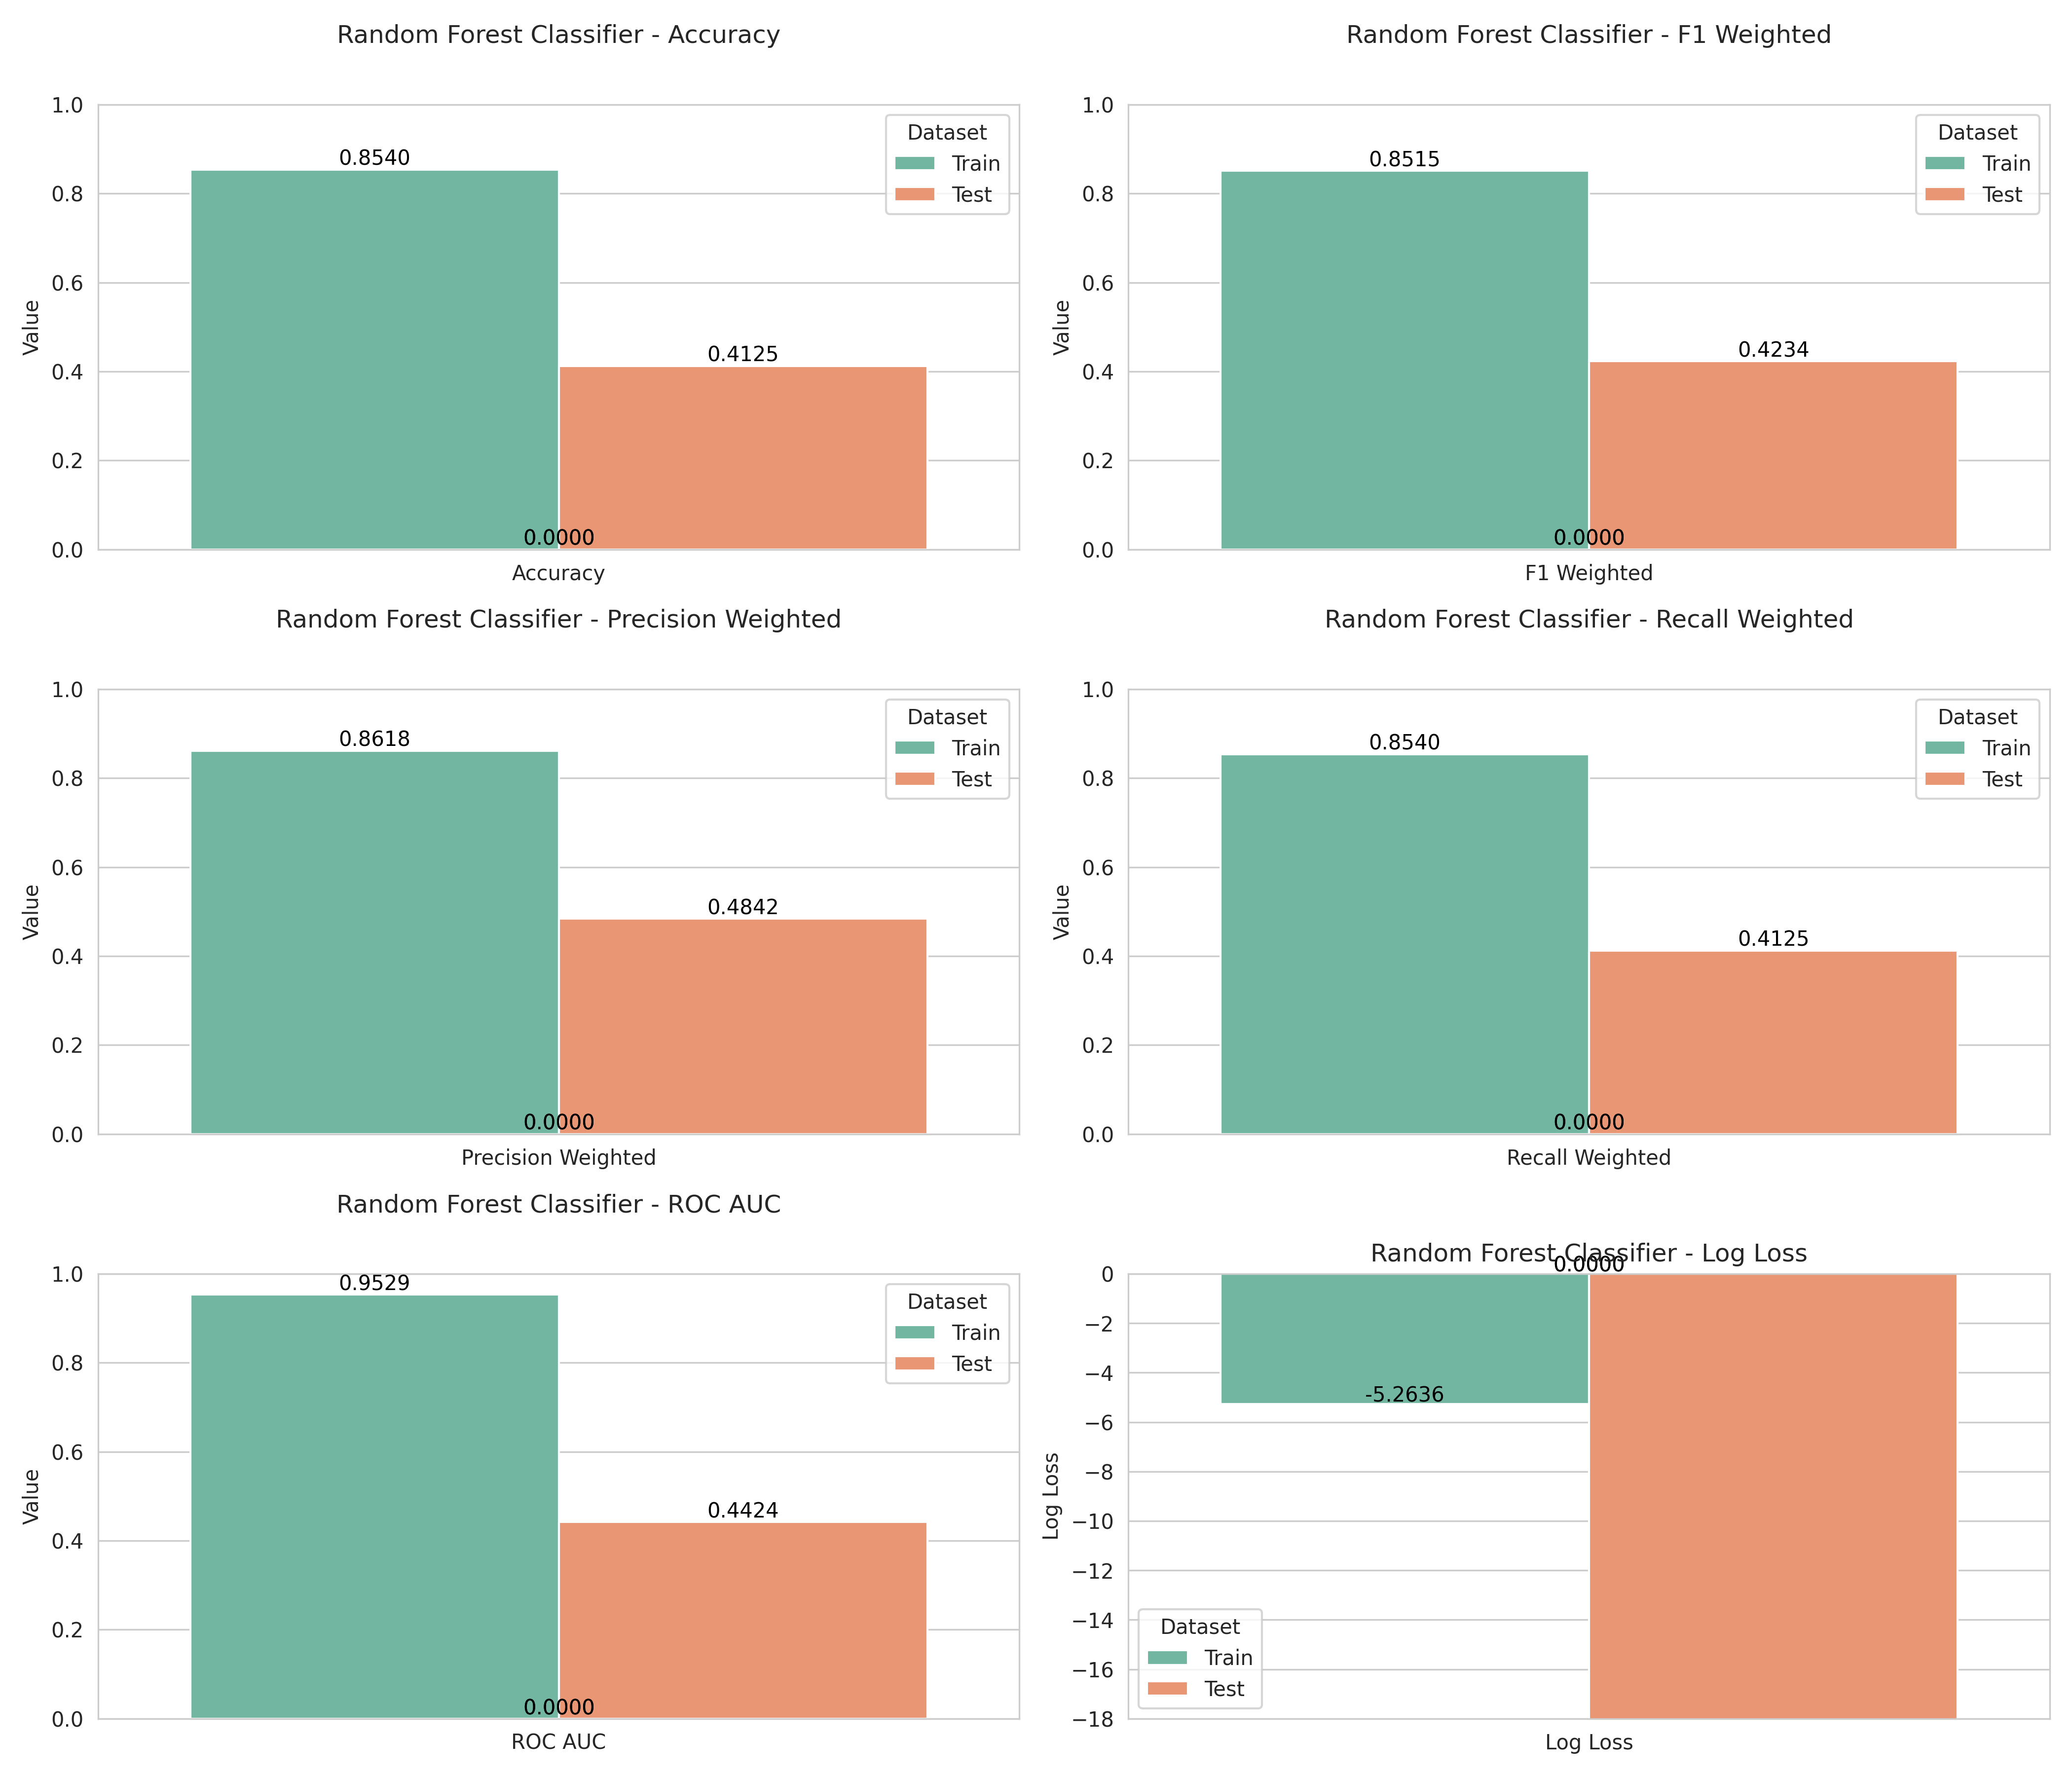 Random Forest Classifier - Accuracy
Value
1.0
0.8
0.6
0.4
0.2
0.0
0.8540
0.4125
0.0000
Dataset
Train
Test
Accuracy
Random Forest Classifier - F1 Weighted
Value
1.0
0.8
0.6
0.4
0.2
0.0
0.8515
0.4234
0.0000
Dataset
Train
Test
F1 Weighted
Random Forest Classifier - Precision Weighted
Value
1.0
0.8
0.6
0.4
0.2
0.0
0.8618
0.4842
0.0000
Dataset
Train
Test
Precision Weighted
Random Forest Classifier - Recall Weighted
Value
1.0
0.8
0.6
0.4
0.2
0.0
0.8540
0.4125
0.0000
Dataset
Train
Test
Recall Weighted
Random Forest Classifier - ROC AUC
Value
1.0
0.8
0.6
0.4
0.2
0.0
0.9529
0.4424
0.0000
Dataset
Train
Test
ROC AUC
Random Forest Classifier - Log Loss
0.0000
Log Loss
0
−2
−4
−6
−8
−10
−12
−14
−16
−18
-5.2636
Dataset
Train
Test
Log Loss